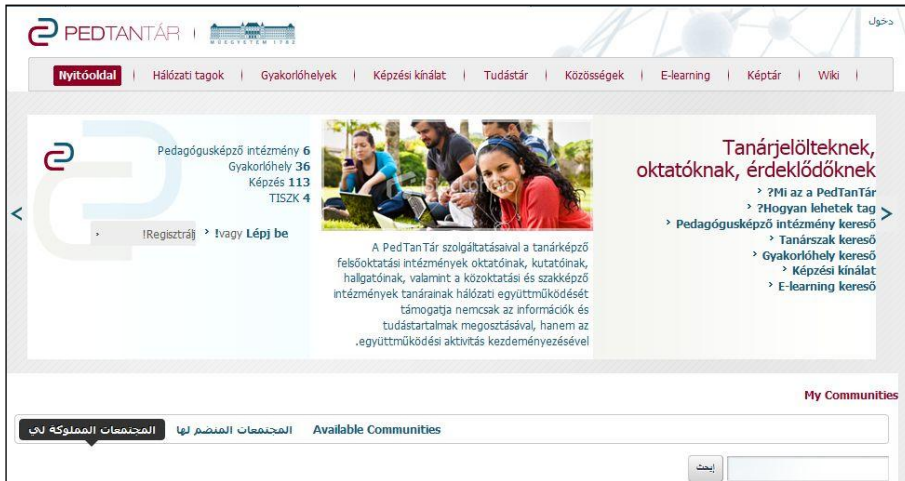 PEDTANTÁR
MŰEGYETEM 1782
دخول
Nyitóoldal | Hálózati tagok | Gyakorlóhelyek | Képzési kínálat | Tudástár | Közösségek | E-learning | Képtár | Wiki |
Pedagógusképző intézmény 6
Gyakorlóhely 36
Képzés 113
TISZK 4
!Regisztrálj › !vagy Lépj be
A PedTanTár szolgáltatásaival a tanárképző
felsőoktatási intézmények oktatóinak, kutatóinak,
hallgatóinak, valamint a közoktatási és szakképző
intézmények tanárainak hálózati együttműködését
támogatja nemcsak az információk és
tudástartalmak megosztásával, hanem az
.együttműködési aktivitás kezdeményezésével
Tanárjelölteknek,
oktatóknak, érdeklődőknek
› ?Mi az a PedTanTár
› ?Hogyan lehetek tag
› Pedagógusképző intézmény kereső
› Tanárszak kereső
› Gyakorlóhely kereső
› Képzési kínálat
› E-learning kereső
My Communities
المجتمعات المملوكة لي المجتمعات المنضم لها Available Communities
إبحث